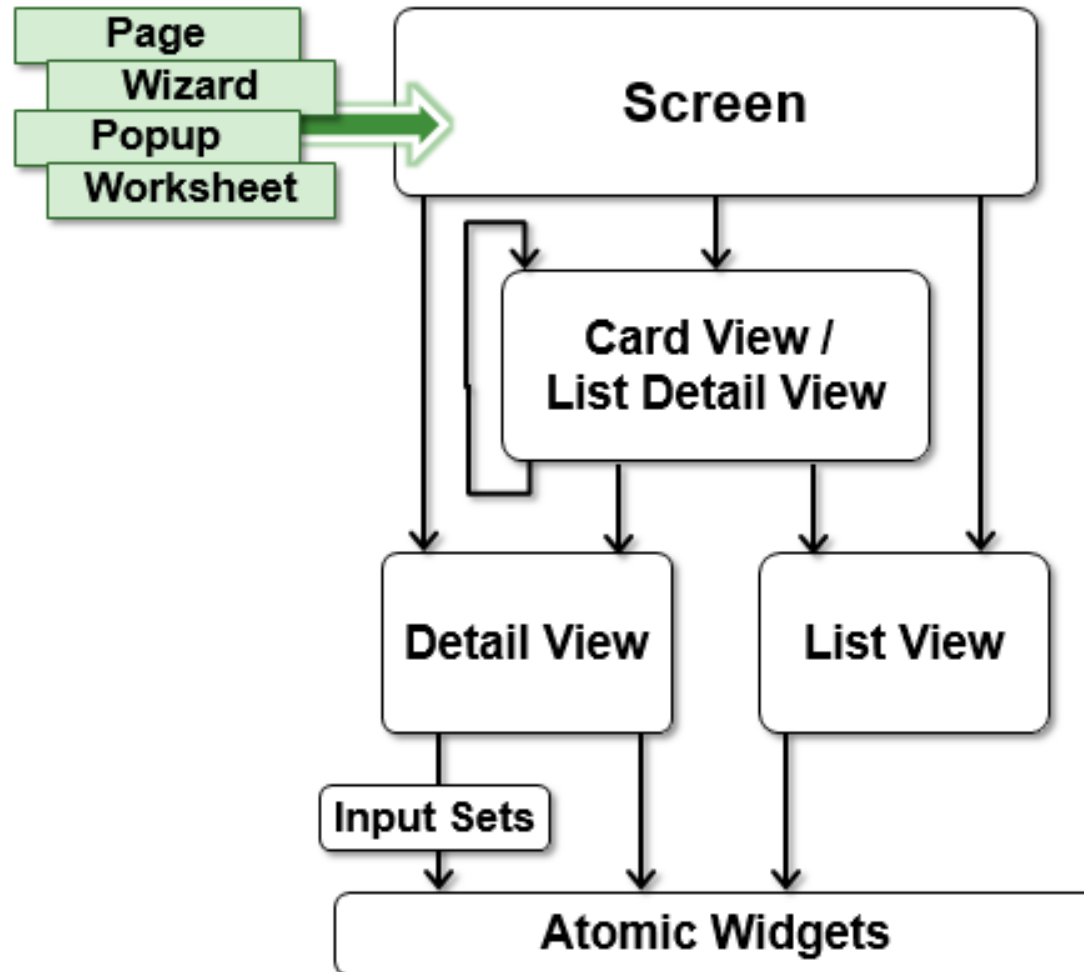 Page
Wizard
Popup
Worksheet
Screen
Card View /
List Detail View
Detail View
List View
Input Sets
Atomic Widgets